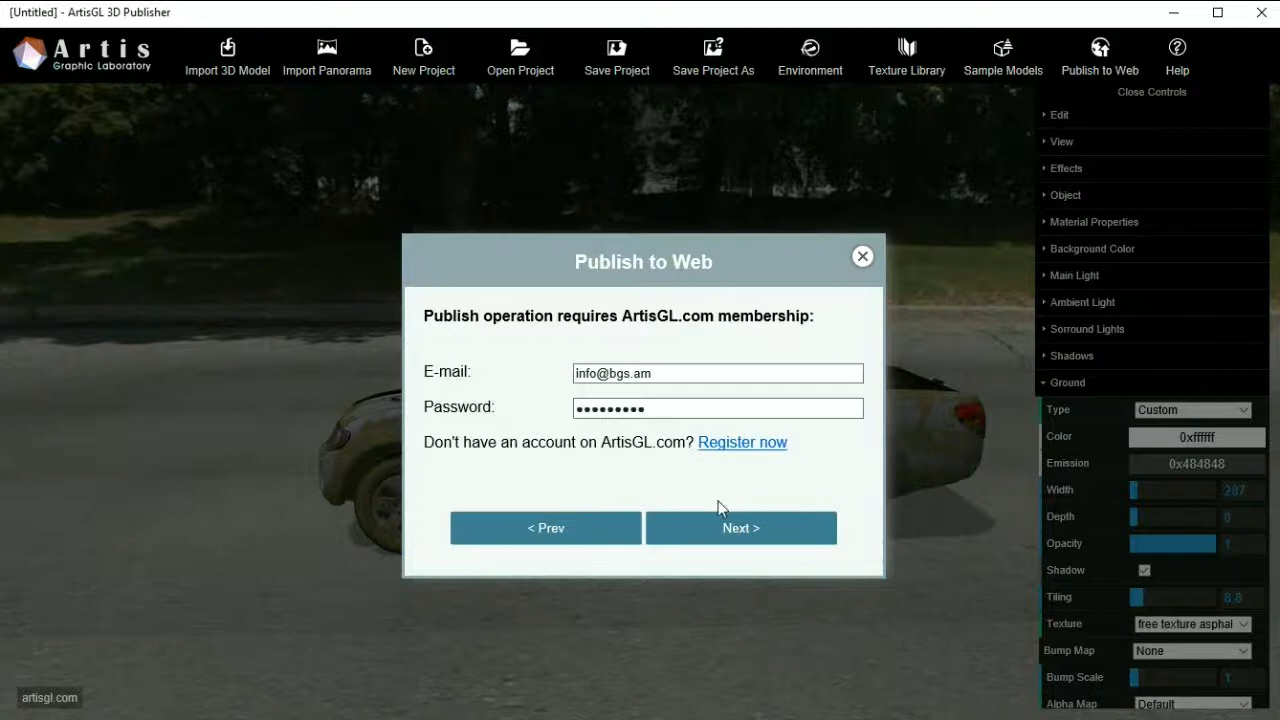 [Untitled] - ArtisGL 3D Publisher
Artis
Graphic Laboratory
Import 3D Model
Import Panorama
New Project
Open Project
Save Project
Save Project As
Environment
Texture Library
Sample Models
Publish to Web
Help
Close Controls
Edit
View
Effects
Object
Material Properties
Background Color
Main Light
Ambient Light
Sorround Lights
Shadows
Ground
Type Custom
Color 0xffffff
Emission 0x484848
Width 287
Depth 0
Opacity 1
Shadow
Tiling 8.8
Texture free texture asphal
Bump Map None
Bump Scale 1
Alpha Map Default
Publish to Web
Publish operation requires ArtisGL.com membership:
E-mail: info@bgs.am
Password: •••••••••
Don't have an account on ArtisGL.com? Register now
< Prev
Next >
artisgl.com